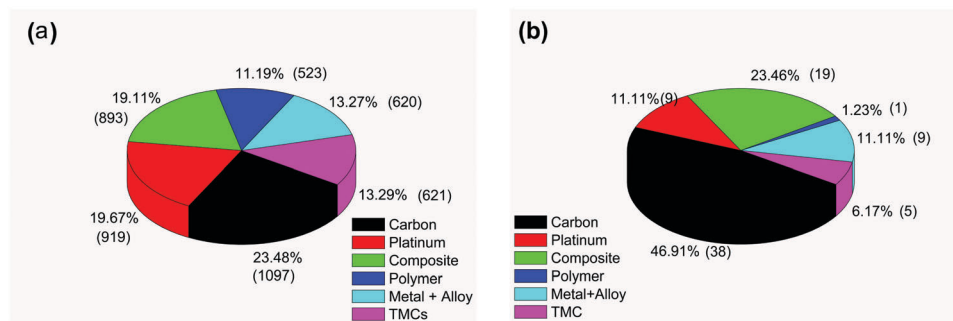 (a)
11.19% (523)
19.11%
(893)
13.27% (620)
13.29% (621)
19.67%
(919)
23.48%
(1097)
Carbon
Platinum
Composite
Polymer
Metal + Alloy
TMCs
(b)
23.46% (19)
11.11%(9)
1.23% (1)
11.11% (9)
6.17% (5)
46.91% (38)
Carbon
Platinum
Composite
Polymer
Metal+Alloy
TMC